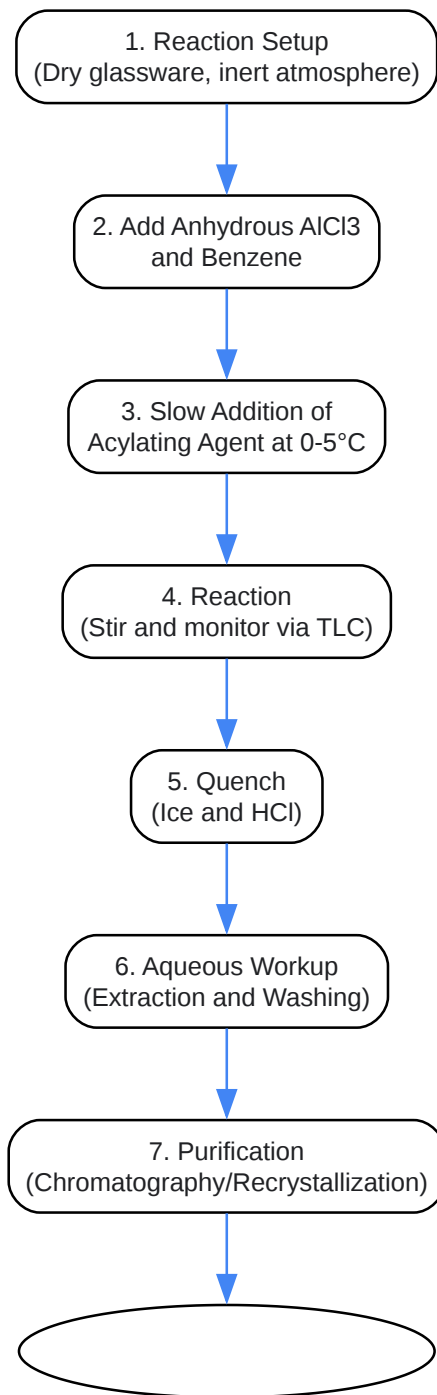 1. Reaction Setup
(Dry glassware, inert atmosphere)
2. Add Anhydrous AlCl3
and Benzene
3. Slow Addition of
Acylating Agent at 0-5°C
4. Reaction
(Stir and monitor via TLC)
5. Quench
(Ice and HCl)
6. Aqueous Workup
(Extraction and Washing)
7. Purification
(Chromatography/Recrystallization)